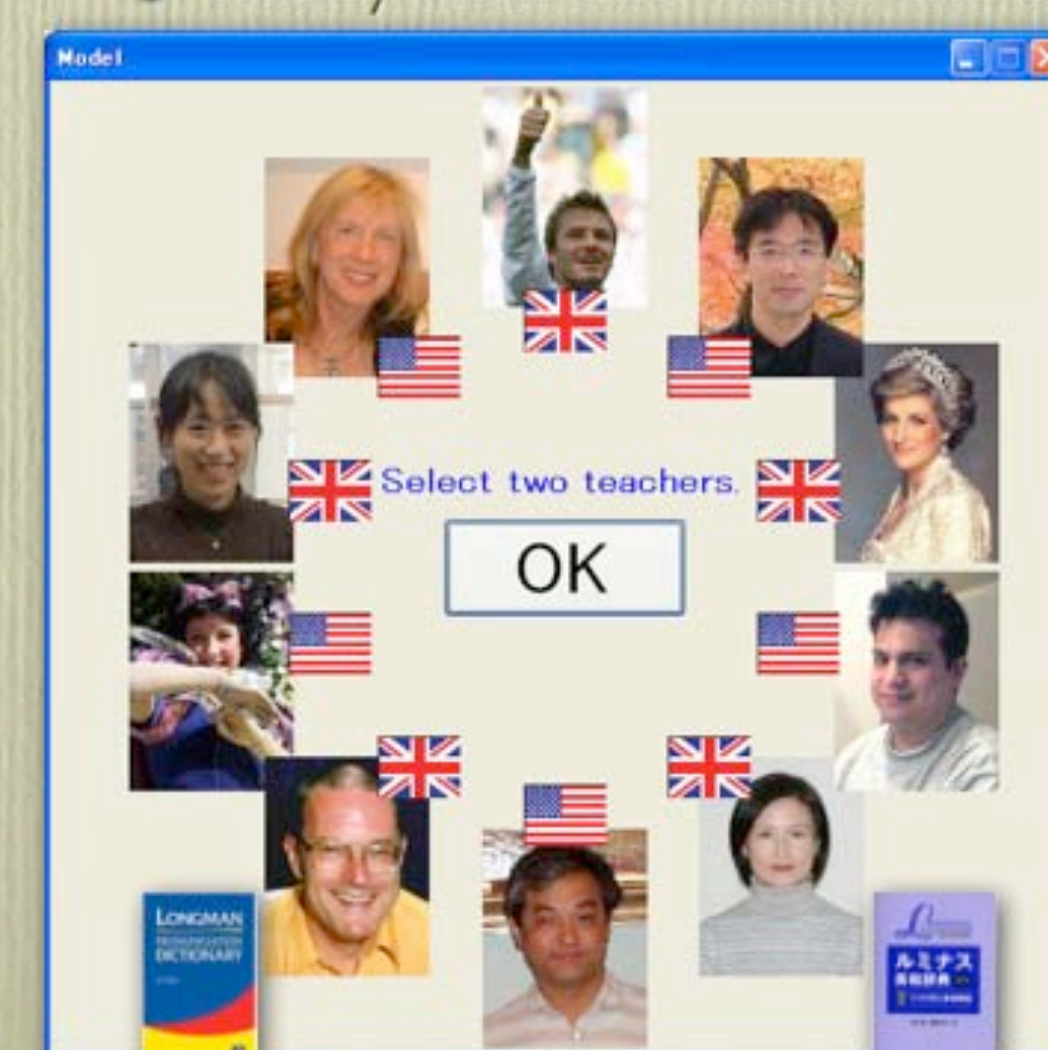 Model
Select two teachers.
OK
LONGMAN
PRONUNCIATION
DICTIONARY
ルミナス
英和辞典